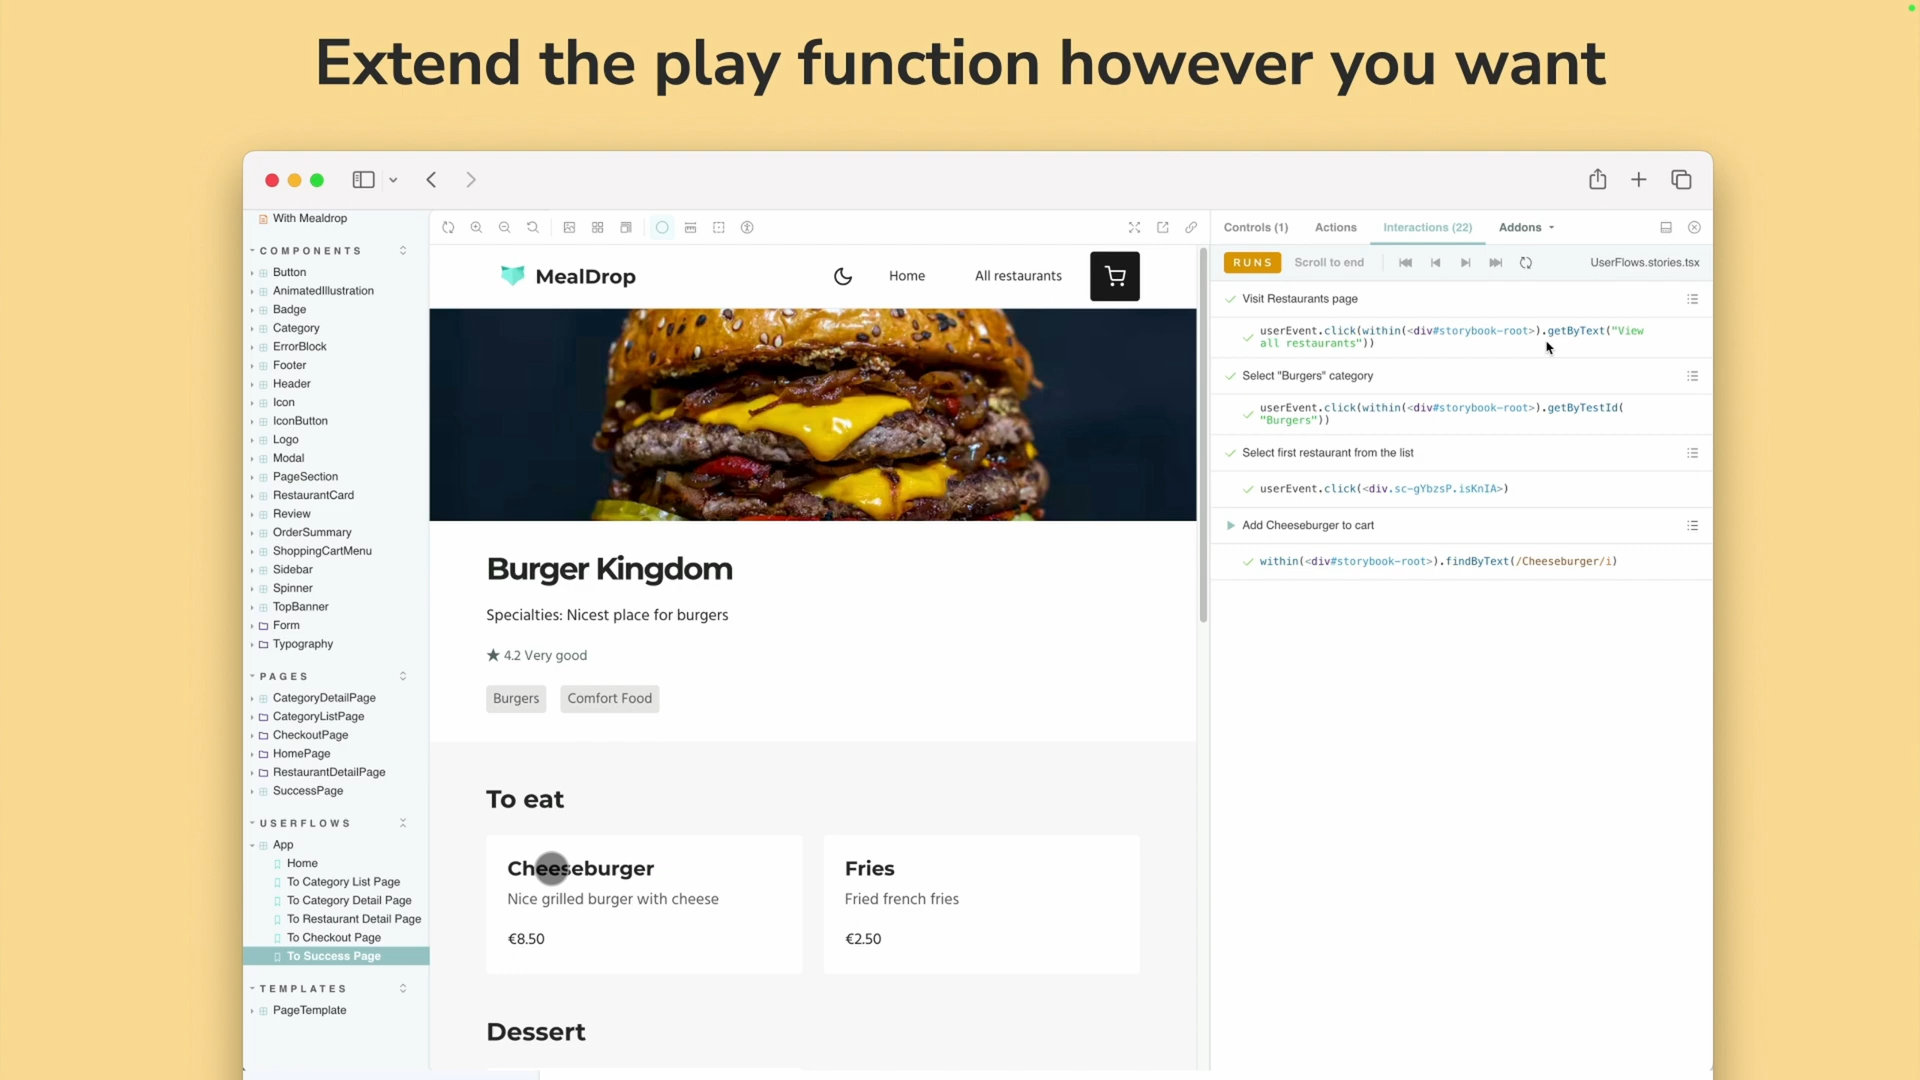 Extend the play function however you want
With Mealdrop
COMPONENTS
Button
AnimatedIllustration
Badge
Category
ErrorBlock
Footer
Header
Icon
IconButton
Logo
Modal
PageSection
RestaurantCard
Review
OrderSummary
ShoppingCartMenu
Sidebar
Spinner
TopBanner
Form
Typography
PAGES
CategoryDetailPage
CategoryListPage
CheckoutPage
HomePage
RestaurantDetailPage
SuccessPage
USERFLOWS
App
Home
To Category List Page
To Category Detail Page
To Restaurant Detail Page
To Checkout Page
To Success Page
TEMPLATES
PageTemplate
MealDrop
Home
All restaurants
Burger Kingdom
Specialties: Nicest place for burgers
★ 4.2 Very good
Burgers
Comfort Food
To eat
Cheeseburger
Nice grilled burger with cheese
€8.50
Fries
Fried french fries
€2.50
Dessert
Controls (1)
Actions
Interactions (22)
Addons
RUNS
Scroll to end
UserFlows.stories.tsx
Visit Restaurants page
userEvent.click(within(<div#storybook-root>).getByText("View
all restaurants"))
Select "Burgers" category
userEvent.click(within(<div#storybook-root>).getByTestId(
"Burgers"))
Select first restaurant from the list
userEvent.click(<div.sc-gYbzsP.isKnIA>)
Add Cheeseburger to cart
within(<div#storybook-root>).findByText(/Cheeseburger/i)